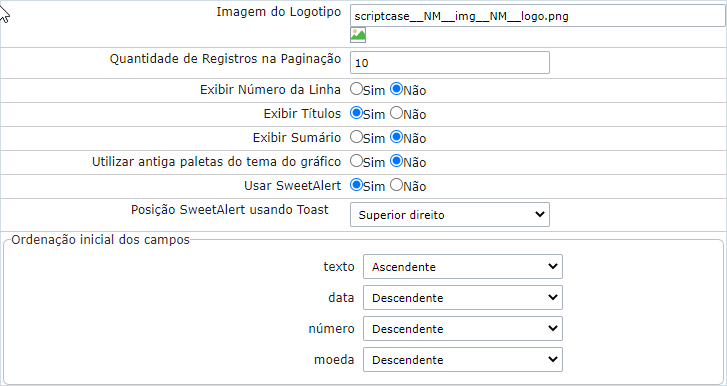 Imagem do Logotipo scriptcase__NM__img__NM__logo.png
Quantidade de Registros na Paginação 10
Exibir Número da Linha Sim Não
Exibir Títulos Sim Não
Exibir Sumário Sim Não
Utilizar antiga paletas do tema do gráfico Sim Não
Usar SweetAlert Sim Não
Posição SweetAlert usando Toast Superior direito
Ordenação inicial dos campos
texto Ascendente
data Descendente
número Descendente
moeda Descendente